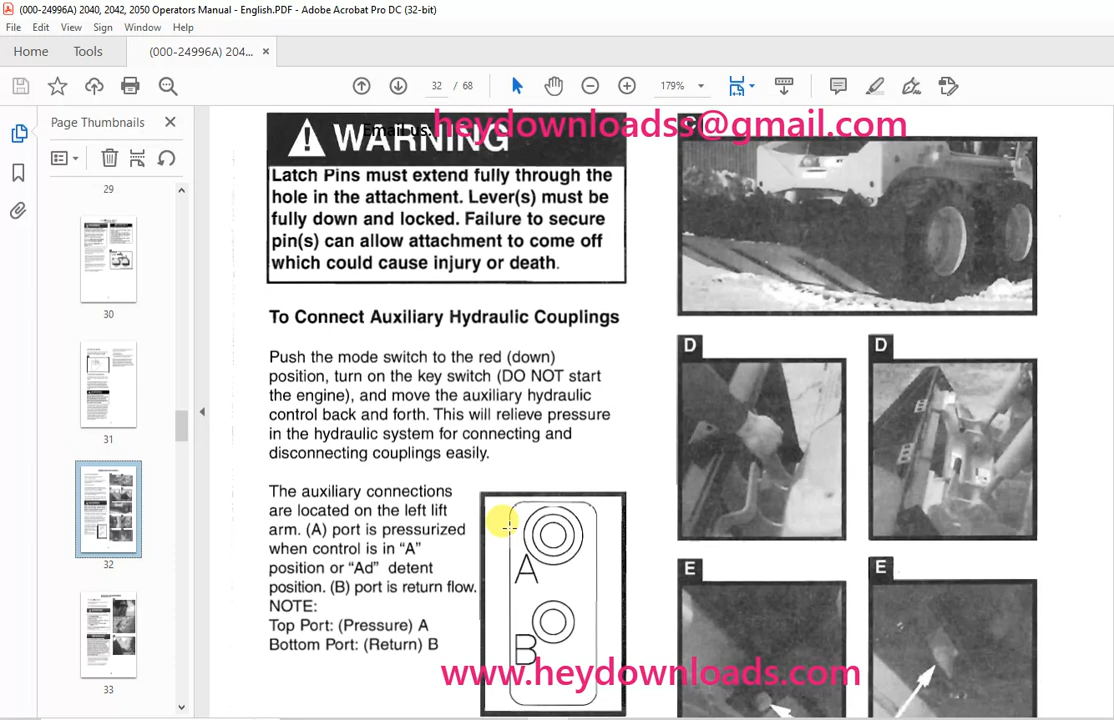 (000-24996A) 2040, 2042, 2050 Operators Manual - English.PDF - Adobe Acrobat Pro DC (32-bit)
File Edit View Sign Window Help
Home Tools (000-24996A) 204... ×
32 / 68 179%
Page Thumbnails
29
30
31
32
33
Email us: heydownloadss@gmail.com
WARNING
Latch Pins must extend fully through the
hole in the attachment. Lever(s) must be
fully down and locked. Failure to secure
pin(s) can allow attachment to come off
which could cause injury or death.
To Connect Auxiliary Hydraulic Couplings
Push the mode switch to the red (down)
position, turn on the key switch (DO NOT start
the engine), and move the auxiliary hydraulic
control back and forth. This will relieve pressure
in the hydraulic system for connecting and
disconnecting couplings easily.
The auxiliary connections
are located on the left lift
arm. (A) port is pressurized
when control is in “A”
position or “Ad” detent
position. (B) port is return flow.
NOTE:
Top Port: (Pressure) A
Bottom Port: (Return) B
A
B
D
D
E
E
www.heydownloads.com